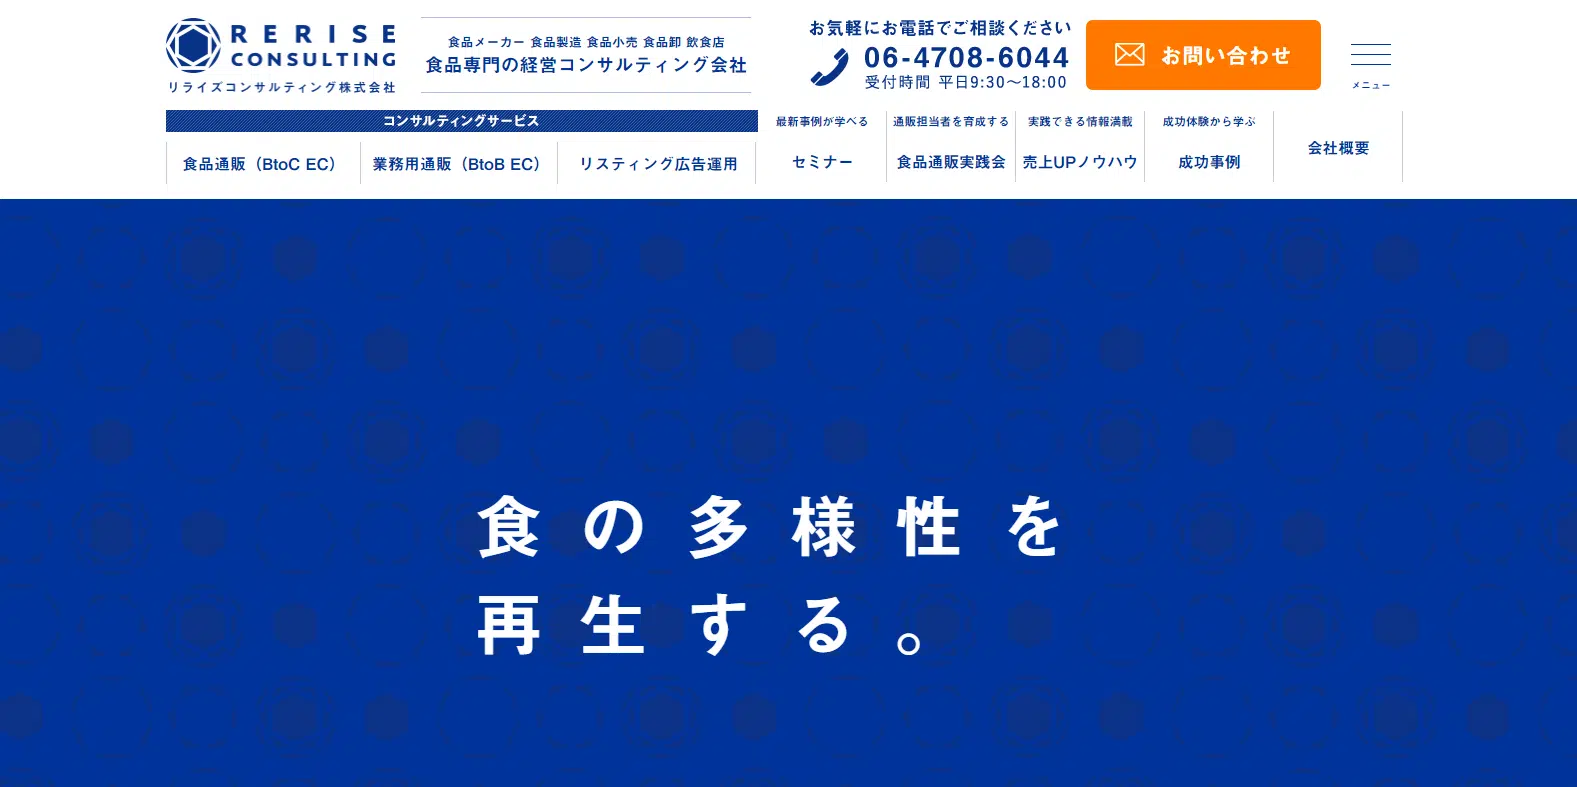 RERISE
CONSULTING
リライズコンサルティング株式会社
食品メーカー 食品製造 食品小売 食品卸 飲食店
食品専門の経営コンサルティング会社
お気軽にお電話でご相談ください
06-4708-6044
受付時間 平日9:30〜18:00
お問い合わせ
メニュー
コンサルティングサービス
食品通販（BtoC EC）
業務用通販（BtoB EC）
リスティング広告運用
最新事例が学べる
セミナー
通販担当者を育成する
食品通販実践会
実践できる情報満載
売上UPノウハウ
成功体験から学ぶ
成功事例
会社概要
食の多様性を
再生する。